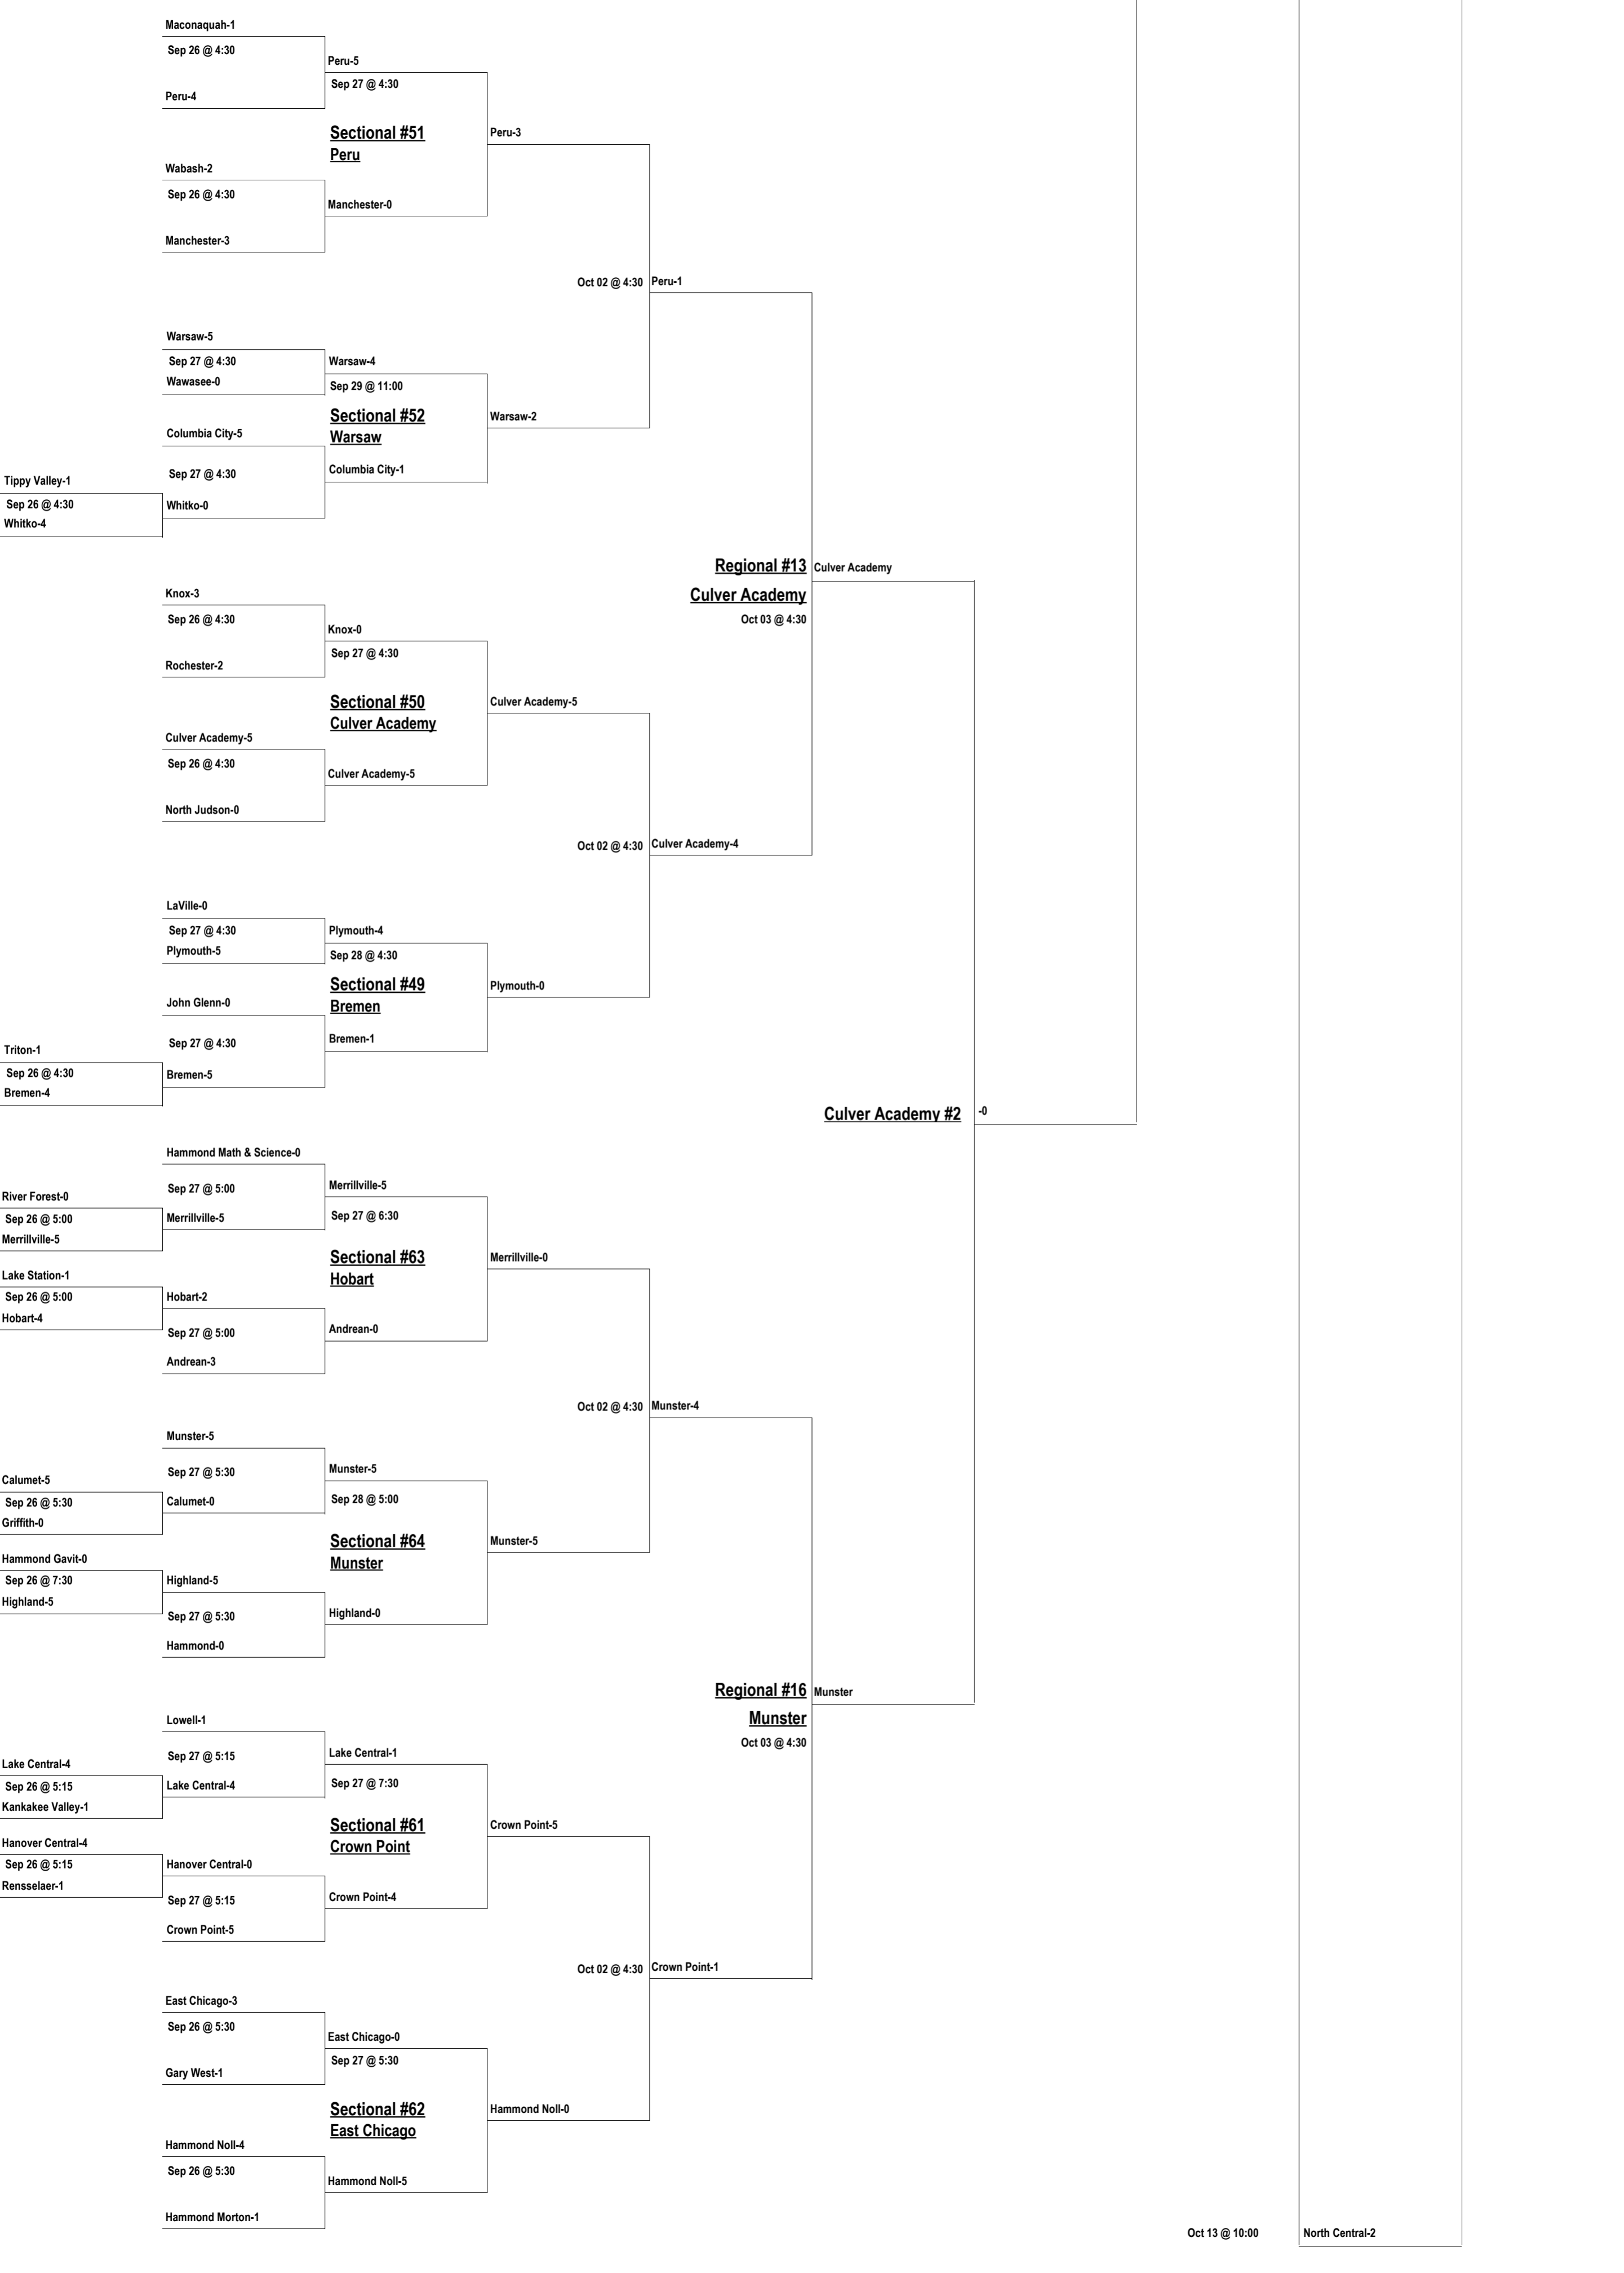 Maconaquah-1
Sep 26 @ 4:30
Peru-5
Sep 27 @ 4:30
Peru-4
Sectional #51
Peru
Peru-3
Wabash-2
Sep 26 @ 4:30
Manchester-0
Manchester-3
Oct 02 @ 4:30
Peru-1
Warsaw-5
Sep 27 @ 4:30
Warsaw-4
Wawasee-0
Sep 29 @ 11:00
Sectional #52
Warsaw
Warsaw-2
Columbia City-5
Sep 27 @ 4:30
Columbia City-1
Tippy Valley-1
Sep 26 @ 4:30
Whitko-0
Whitko-4
Regional #13
Culver Academy
Culver Academy
Oct 03 @ 4:30
Knox-3
Sep 26 @ 4:30
Knox-0
Sep 27 @ 4:30
Rochester-2
Sectional #50
Culver Academy
Culver Academy-5
Culver Academy-5
Sep 26 @ 4:30
Culver Academy-5
North Judson-0
Oct 02 @ 4:30
Culver Academy-4
LaVille-0
Sep 27 @ 4:30
Plymouth-4
Plymouth-5
Sep 28 @ 4:30
Sectional #49
Bremen
Plymouth-0
John Glenn-0
Sep 27 @ 4:30
Bremen-1
Triton-1
Sep 26 @ 4:30
Bremen-5
Bremen-4
Culver Academy #2
-0
Hammond Math & Science-0
Sep 27 @ 5:00
Merrillville-5
River Forest-0
Sep 26 @ 5:00
Merrillville-5
Sep 27 @ 6:30
Merrillville-5
Sectional #63
Hobart
Merrillville-0
Lake Station-1
Sep 26 @ 5:00
Hobart-2
Hobart-4
Sep 27 @ 5:00
Andrean-0
Andrean-3
Oct 02 @ 4:30
Munster-4
Munster-5
Sep 27 @ 5:30
Munster-5
Calumet-5
Sep 26 @ 5:30
Calumet-0
Sep 28 @ 5:00
Griffith-0
Sectional #64
Munster
Munster-5
Hammond Gavit-0
Sep 26 @ 7:30
Highland-5
Highland-5
Sep 27 @ 5:30
Highland-0
Hammond-0
Regional #16
Munster
Munster
Oct 03 @ 4:30
Lowell-1
Sep 27 @ 5:15
Lake Central-1
Lake Central-4
Sep 26 @ 5:15
Lake Central-4
Sep 27 @ 7:30
Kankakee Valley-1
Sectional #61
Crown Point
Crown Point-5
Hanover Central-4
Sep 26 @ 5:15
Hanover Central-0
Rensselaer-1
Sep 27 @ 5:15
Crown Point-4
Crown Point-5
Oct 02 @ 4:30
Crown Point-1
East Chicago-3
Sep 26 @ 5:30
East Chicago-0
Sep 27 @ 5:30
Gary West-1
Sectional #62
East Chicago
Hammond Noll-0
Hammond Noll-4
Sep 26 @ 5:30
Hammond Noll-5
Hammond Morton-1
Oct 13 @ 10:00
North Central-2